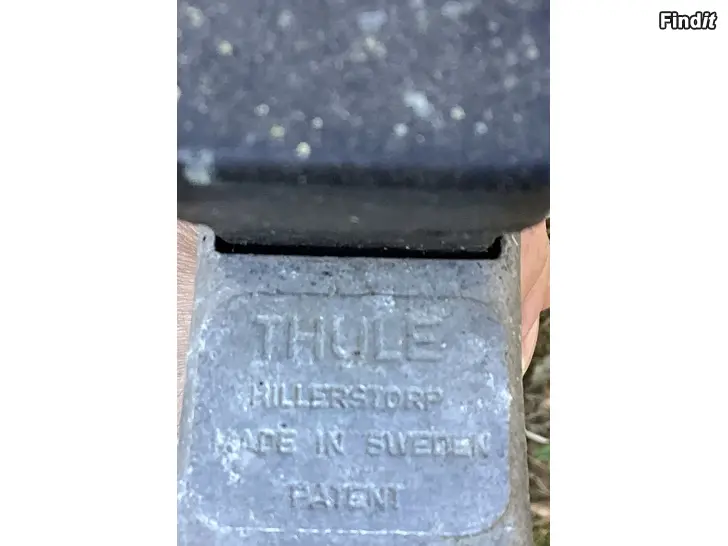 Findit
THULE
HILLERSTORP
MADE IN SWEDEN
PATENT